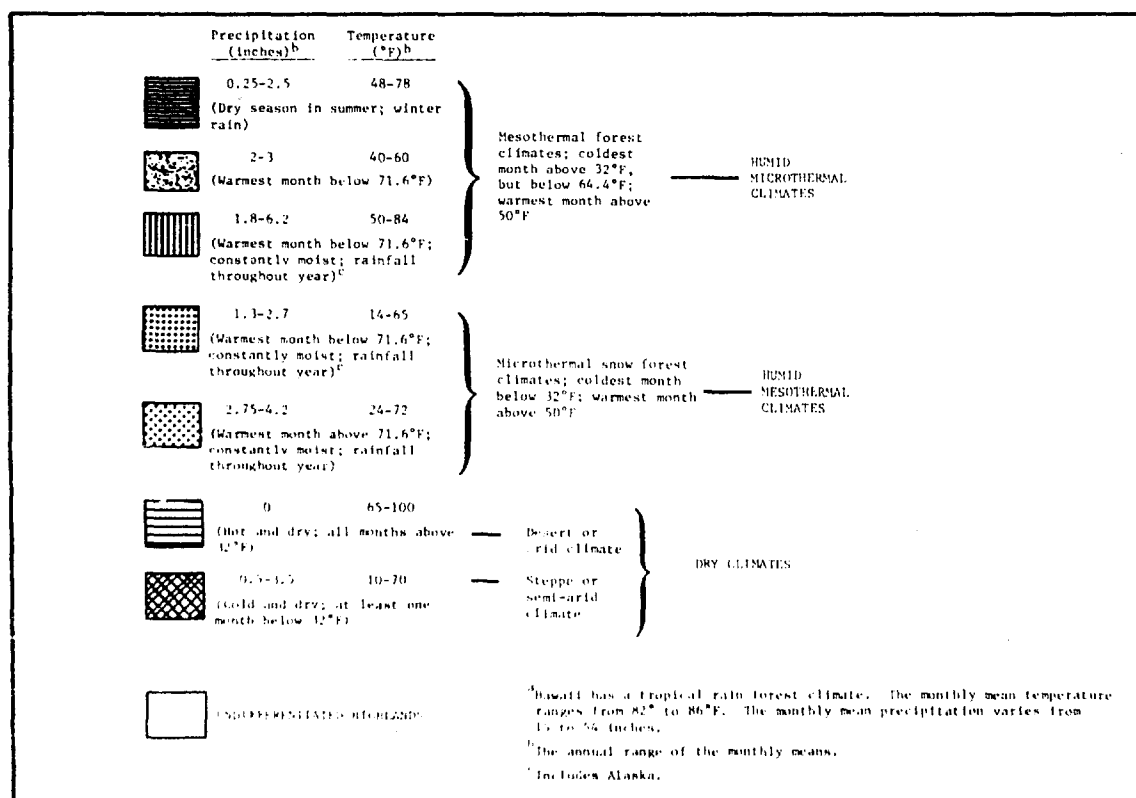 Precipitation Temperature
(inches)b (°F)b
0.25-2.5 48-78
(Dry season in summer; winter
rain)
2-3 40-60
(Warmest month below 71.6°F)
1.8-6.2 50-84
(Warmest month below 71.6°F;
constantly moist; rainfall
throughout year)c
Mesothermal forest
climates; coldest
month above 32°F,
but below 64.4°F;
warmest month above
50°F
HUMID
MICROTHERMAL
CLIMATES
1.3-2.7 14-65
(Warmest month below 71.6°F;
constantly moist; rainfall
throughout year)c
2.75-4.2 24-72
(Warmest month above 71.6°F;
constantly moist; rainfall
throughout year)
Microthermal snow forest
climates; coldest month
below 32°F; warmest month
above 50°F
HUMID
MESOTHERMAL
CLIMATES
0 65-100
(Hot and dry; all months above
32°F)
Desert or
arid climate
0.5-3.5 10-70
(Cold and dry; at least one
month below 32°F)
Steppe or
semi-arid
climate
DRY CLIMATES
UNDIFFERENTIATED HIGHLANDS
aHawaii has a tropical rain forest climate. The monthly mean temperature
ranges from 82° to 86°F. The monthly mean precipitation varies from
15 to 54 inches.
bThe annual range of the monthly means.
cIncludes Alaska.